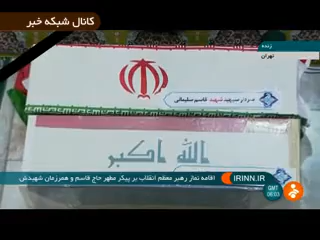 کانال شبکه خبر
زنده
تهران
سردار سپهبد شهید قاسم سلیمانی
الله اکبر
IRINN.IR
اقامه نماز رهبر معظم انقلاب بر پیکر مطهر حاج قاسم و همرزمان شهیدش
GMT